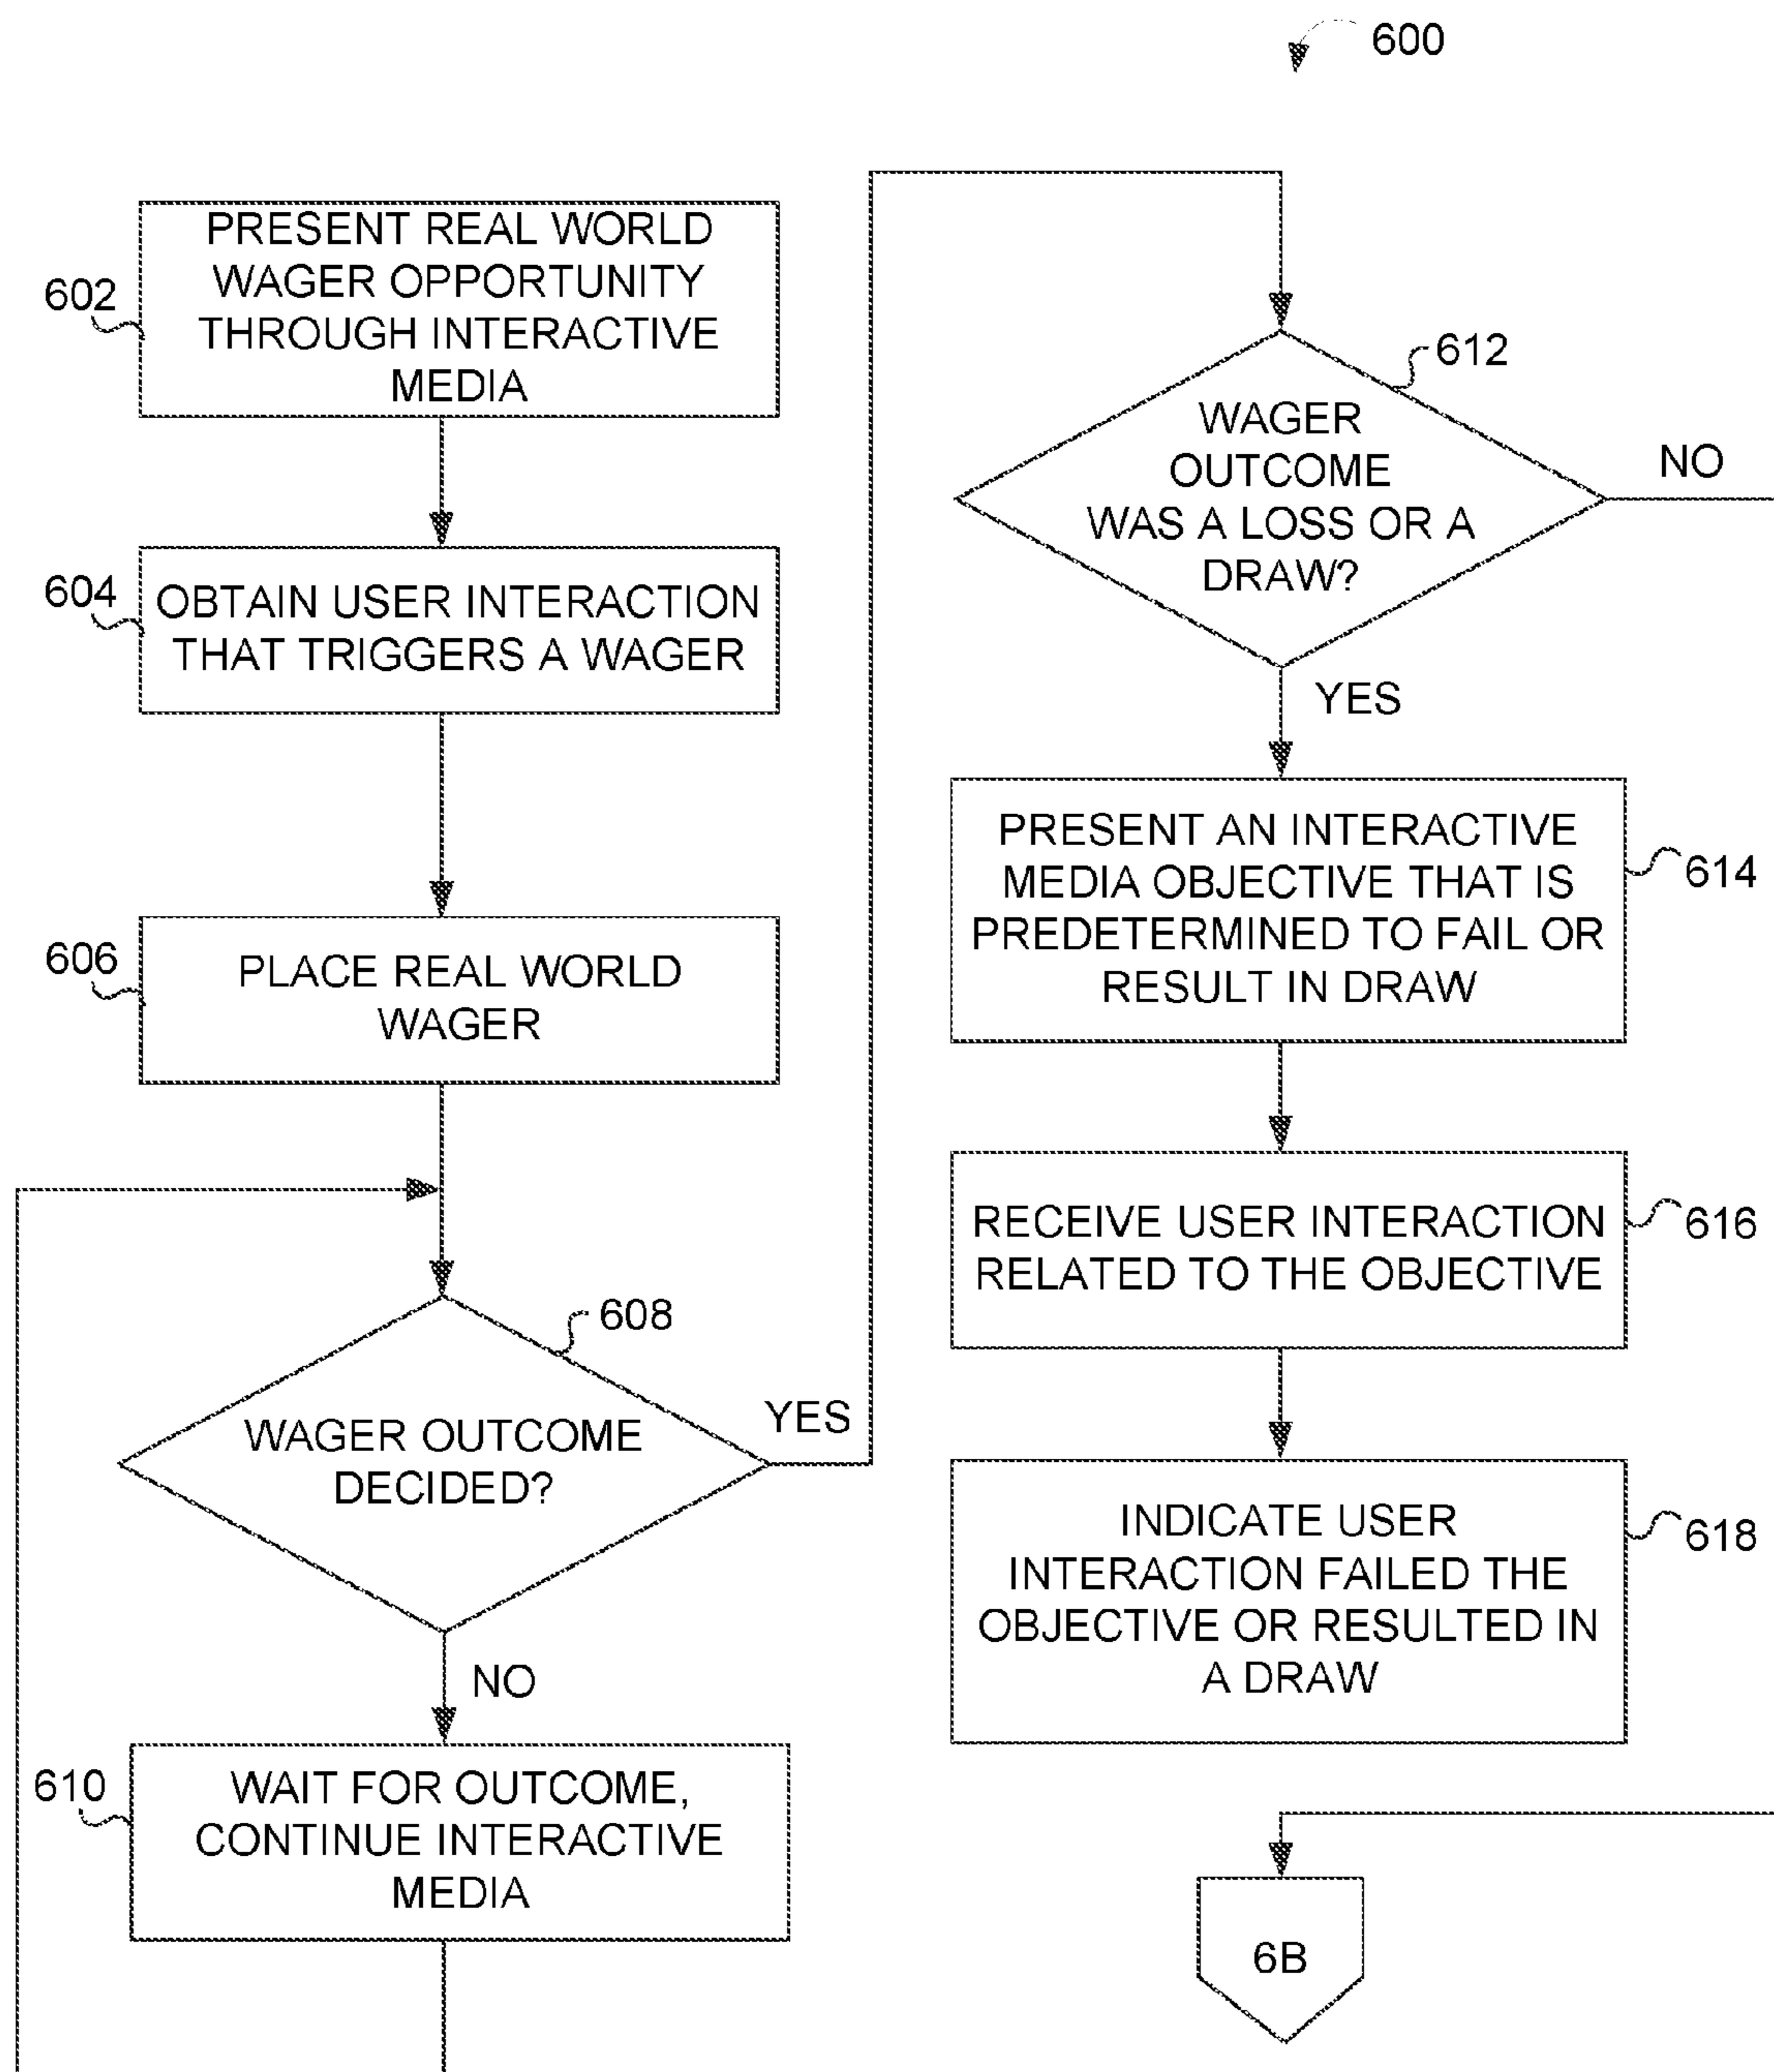 600
602
PRESENT REAL WORLD
WAGER OPPORTUNITY
THROUGH INTERACTIVE
MEDIA
604
OBTAIN USER INTERACTION
THAT TRIGGERS A WAGER
606
PLACE REAL WORLD
WAGER
608
WAGER OUTCOME
DECIDED?
YES
NO
610
WAIT FOR OUTCOME,
CONTINUE INTERACTIVE
MEDIA
612
WAGER
OUTCOME
WAS A LOSS OR A
DRAW?
NO
YES
PRESENT AN INTERACTIVE
MEDIA OBJECTIVE THAT IS
PREDETERMINED TO FAIL OR
RESULT IN DRAW
614
RECEIVE USER INTERACTION
RELATED TO THE OBJECTIVE
616
INDICATE USER
INTERACTION FAILED THE
OBJECTIVE OR RESULTED IN
A DRAW
618
6B